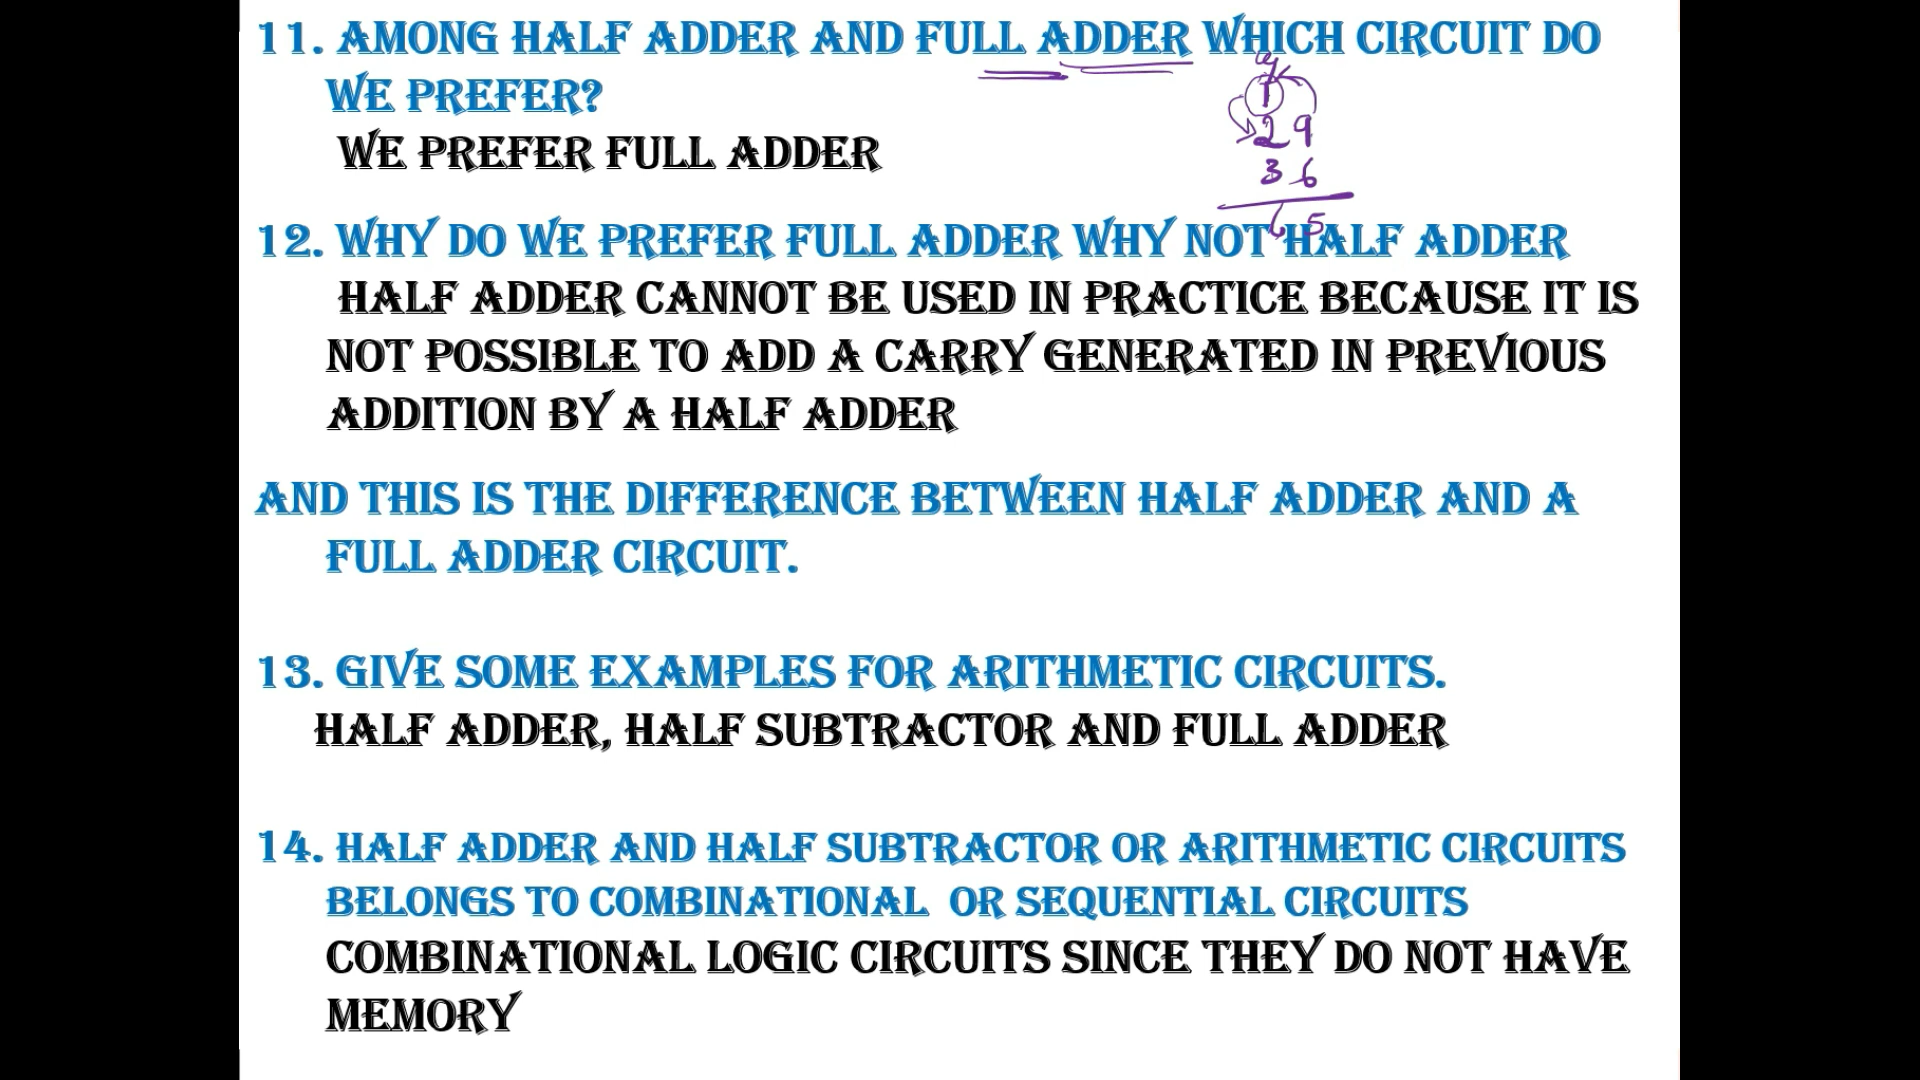 11. AMONG HALF ADDER AND FULL ADDER WHICH CIRCUIT DO
WE PREFER?
WE PREFER FULL ADDER
cy
1
29
36
65
12. WHY DO WE PREFER FULL ADDER WHY NOT HALF ADDER
HALF ADDER CANNOT BE USED IN PRACTICE BECAUSE IT IS
NOT POSSIBLE TO ADD A CARRY GENERATED IN PREVIOUS
ADDITION BY A HALF ADDER
AND THIS IS THE DIFFERENCE BETWEEN HALF ADDER AND A
FULL ADDER CIRCUIT.
13. GIVE SOME EXAMPLES FOR ARITHMETIC CIRCUITS.
HALF ADDER, HALF SUBTRACTOR AND FULL ADDER
14. HALF ADDER AND HALF SUBTRACTOR OR ARITHMETIC CIRCUITS
BELONGS TO COMBINATIONAL OR SEQUENTIAL CIRCUITS
COMBINATIONAL LOGIC CIRCUITS SINCE THEY DO NOT HAVE
MEMORY